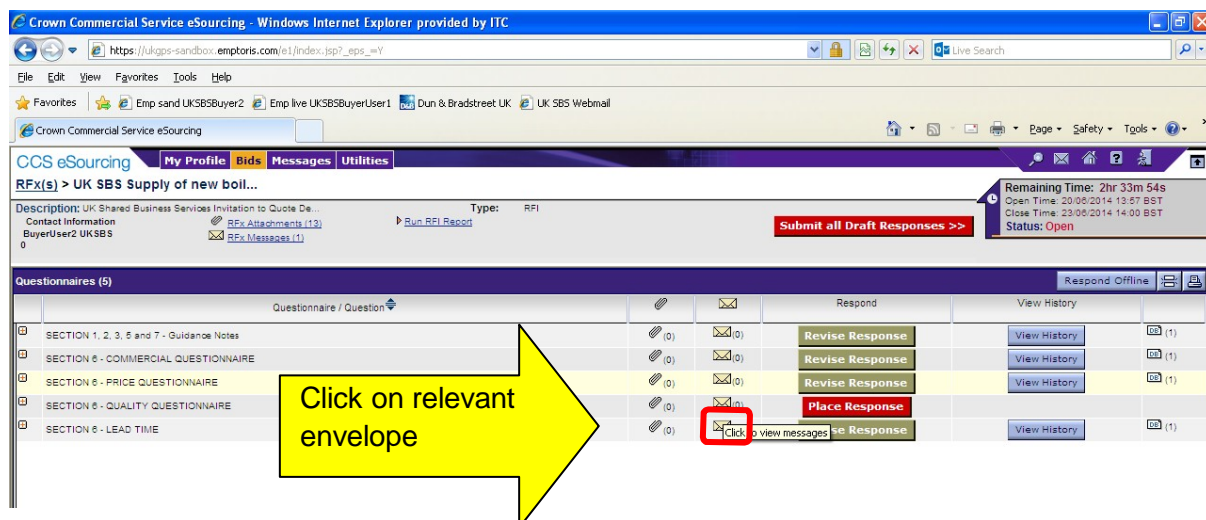 Crown Commercial Service eSourcing - Windows Internet Explorer provided by ITC
https://ukgps-sandbox.emptoris.com/e1/index.jsp?_eps_=Y
Live Search
File Edit View Favorites Tools Help
Favorites Emp sand UKSBSBuyer2 Emp live UKSBSBuyerUser1 Dun & Bradstreet UK UK SBS Webmail
Crown Commercial Service eSourcing
Page Safety Tools
CCS eSourcing My Profile Bids Messages Utilities
RFx(s) > UK SBS Supply of new boil...
Remaining Time: 2hr 33m 54s
Open Time: 20/06/2014 13:57 BST
Close Time: 23/06/2014 14:00 BST
Status: Open
Description: UK Shared Business Services Invitation to Quote De... Type: RFI
Contact Information RFx Attachments (13) Run RFI Report
BuyerUser2 UKSBS RFx Messages (1)
0
Submit all Draft Responses >>
Questionnaires (5) Respond Offline
Questionnaire / Question Respond View History
SECTION 1, 2, 3, 5 and 7 - Guidance Notes (0) (0) Revise Response View History DB (1)
SECTION 6 - COMMERCIAL QUESTIONNAIRE (0) (0) Revise Response View History DB (1)
SECTION 6 - PRICE QUESTIONNAIRE (0) (0) Revise Response View History DB (1)
SECTION 6 - QUALITY QUESTIONNAIRE (0) (0) Place Response
SECTION 6 - LEAD TIME (0) (0) se Response View History DB (1)
Click to view messages
Click on relevant
envelope